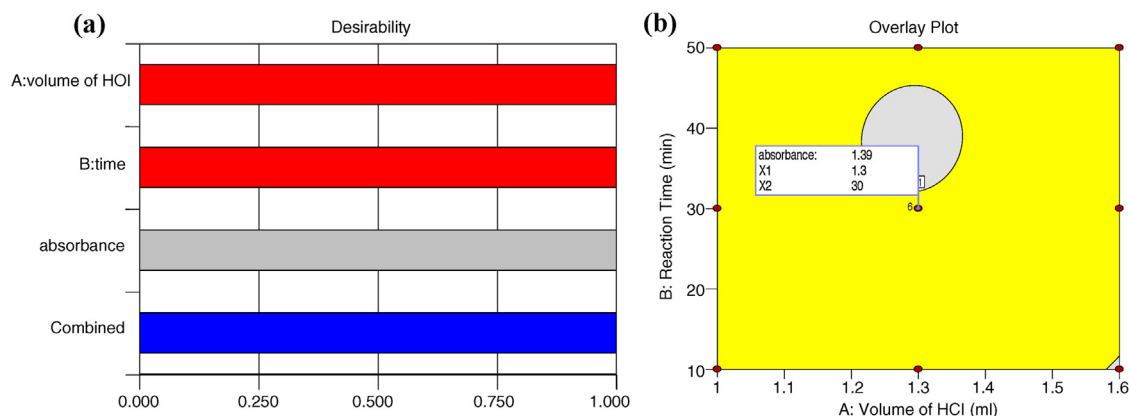 (a)
Desirability
A:volume of HOI
B:time
absorbance
Combined
0.000 0.250 0.500 0.750 1.000
(b)
Overlay Plot
B: Reaction Time (min)
50
40
30
20
10
absorbance: 1.39
X1 1.3
X2 30
6
1 1.1 1.2 1.3 1.4 1.5 1.6
A: Volume of HCl (ml)